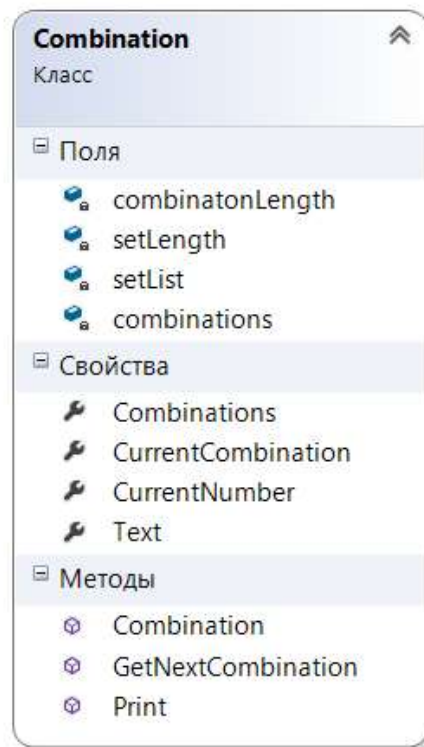 Combination
Класс
Поля
combinatonLength
setLength
setList
combinations
Свойства
Combinations
CurrentCombination
CurrentNumber
Text
Методы
Combination
GetNextCombination
Print